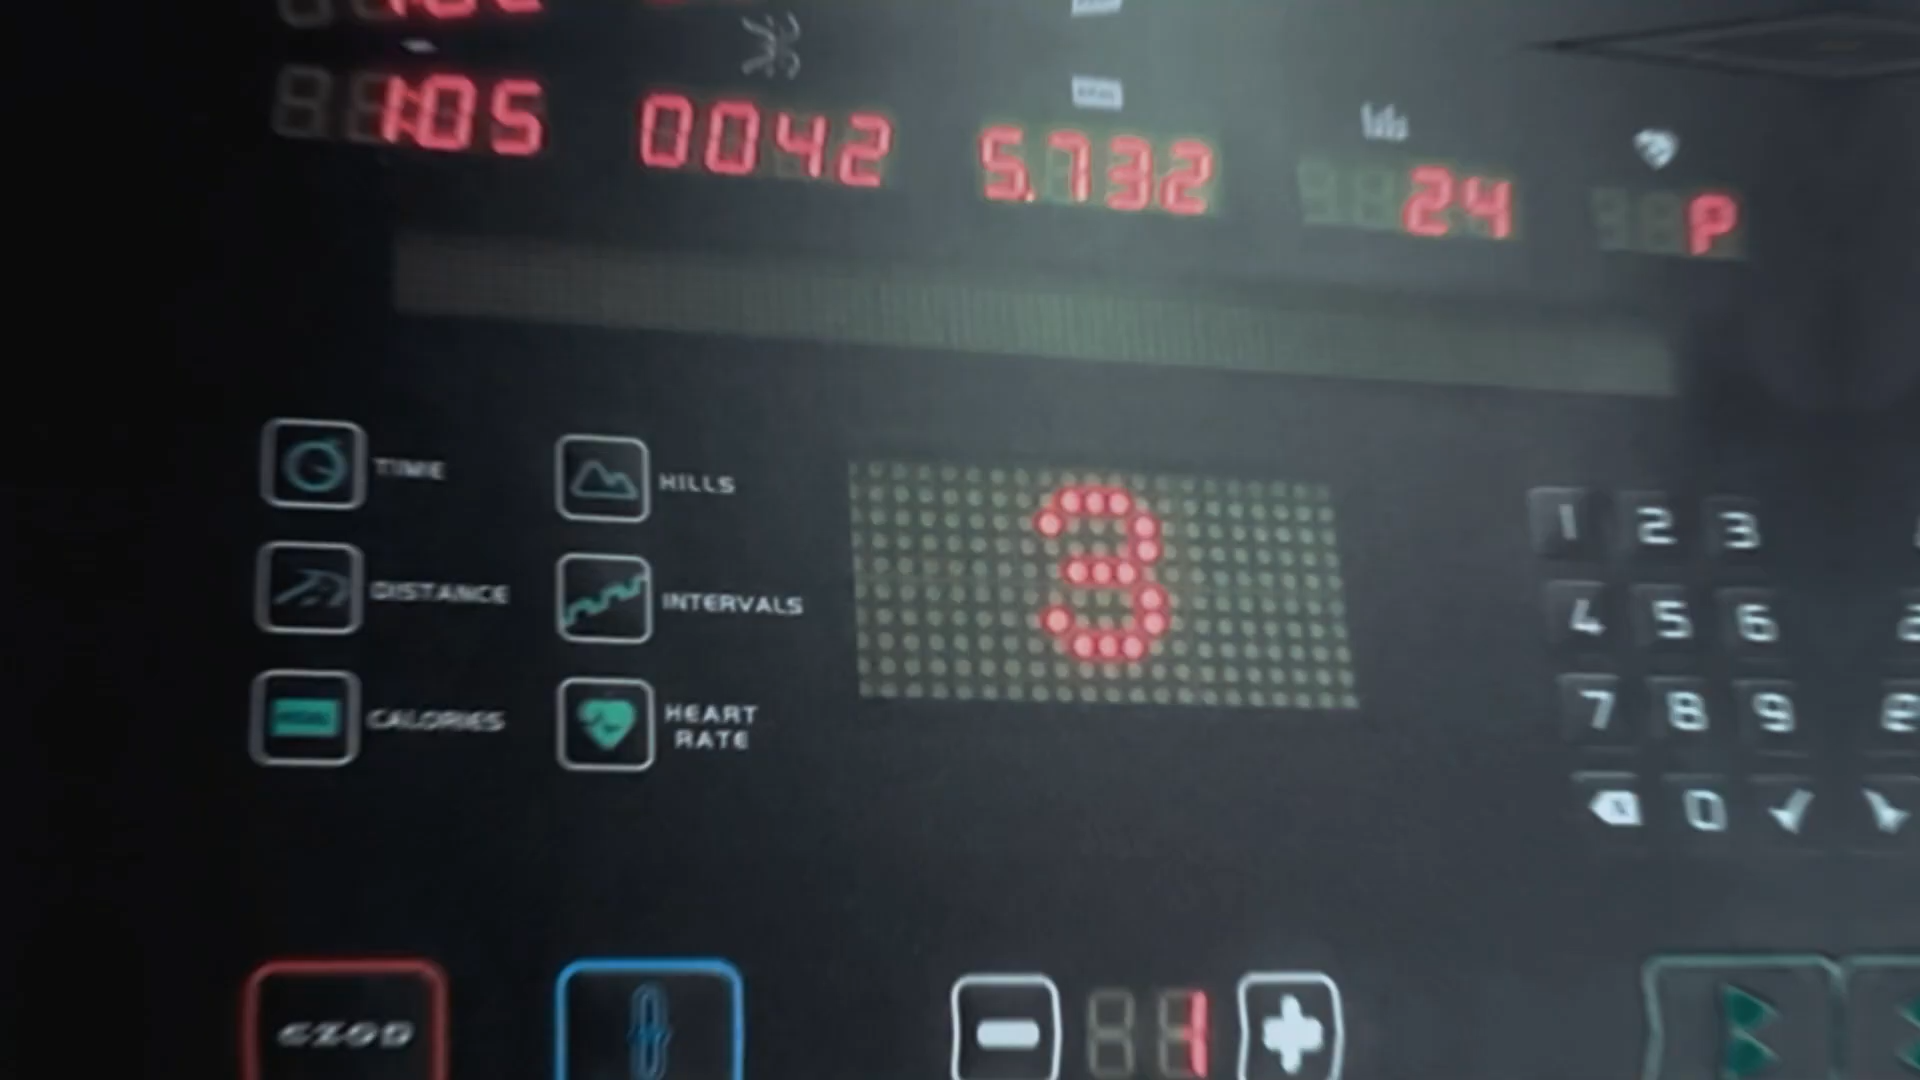 1:05 0042 5.732 24 P
TIME
HILLS
DISTANCE
INTERVALS
CALORIES
HEART
RATE
3
1 2 3
4 5 6
7 8 9
0
1